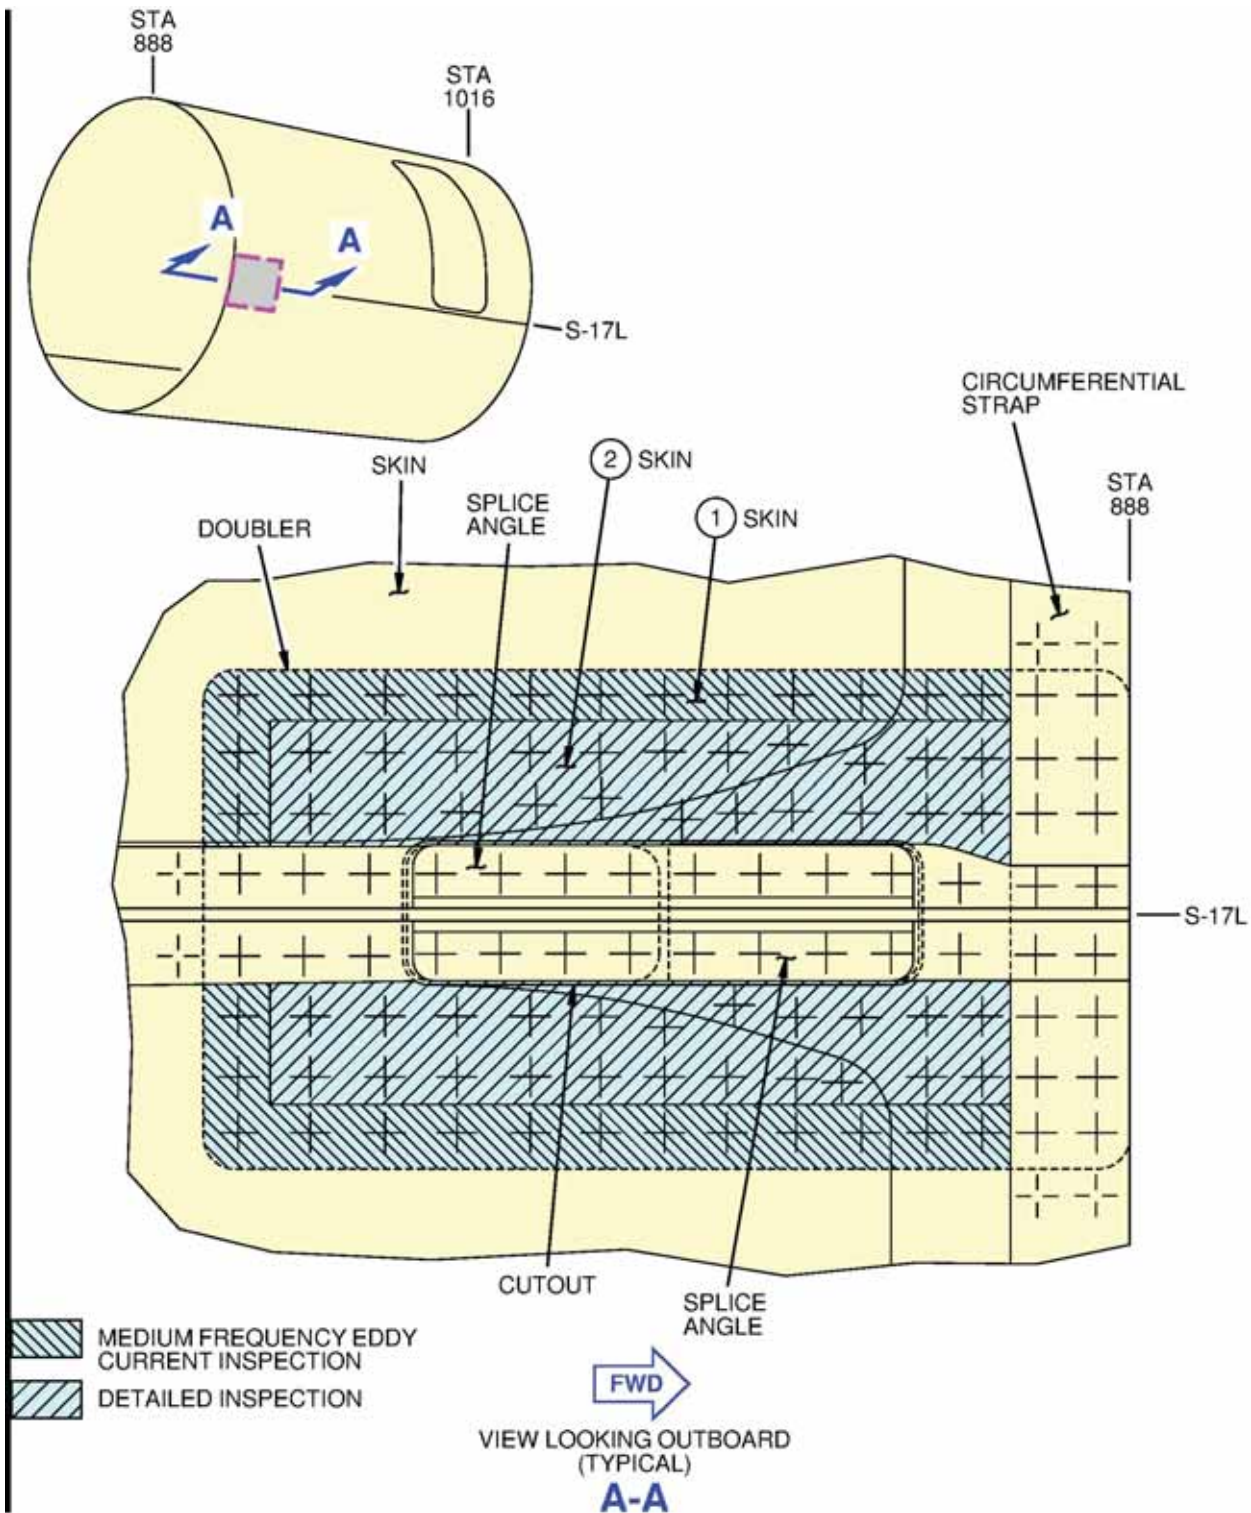 STA
888
STA
1016
A
A
S-17L
CIRCUMFERENTIAL
STRAP
SKIN
2 SKIN
STA
888
SPLICE
ANGLE
1 SKIN
DOUBLER
S-17L
CUTOUT
SPLICE
ANGLE
MEDIUM FREQUENCY EDDY
CURRENT INSPECTION
DETAILED INSPECTION
FWD
VIEW LOOKING OUTBOARD
(TYPICAL)
A-A